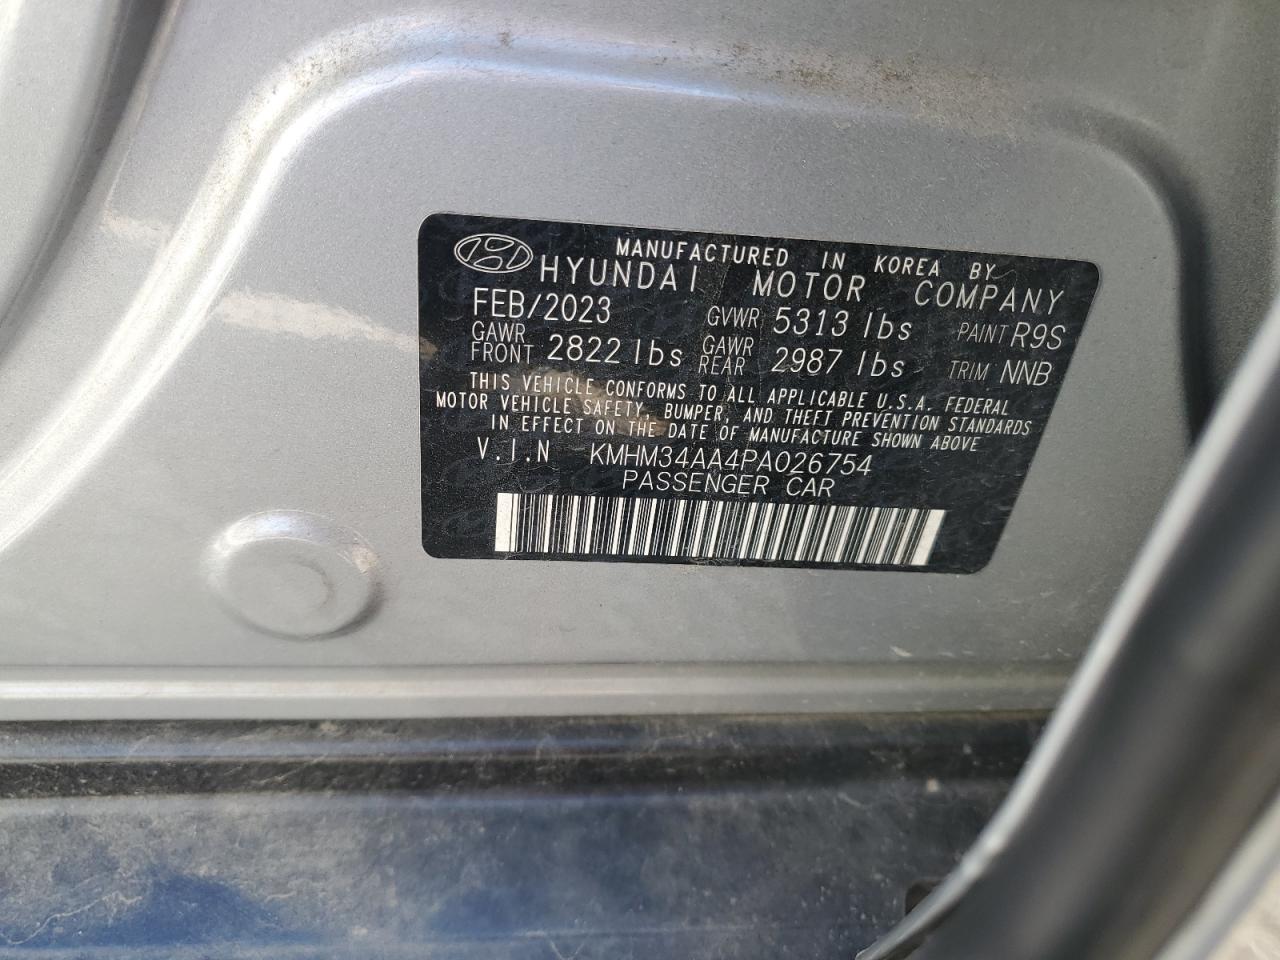 MANUFACTURED IN KOREA BY
HYUNDAI MOTOR COMPANY
FEB/2023 GVWR 5313 lbs PAINT R9S
GAWR FRONT 2822 lbs GAWR REAR 2987 lbs TRIM NNB
THIS VEHICLE CONFORMS TO ALL APPLICABLE U.S.A. FEDERAL
MOTOR VEHICLE SAFETY, BUMPER, AND THEFT PREVENTION STANDARDS
IN EFFECT ON THE DATE OF MANUFACTURE SHOWN ABOVE
V.I.N KMHM34AA4PA026754
PASSENGER CAR